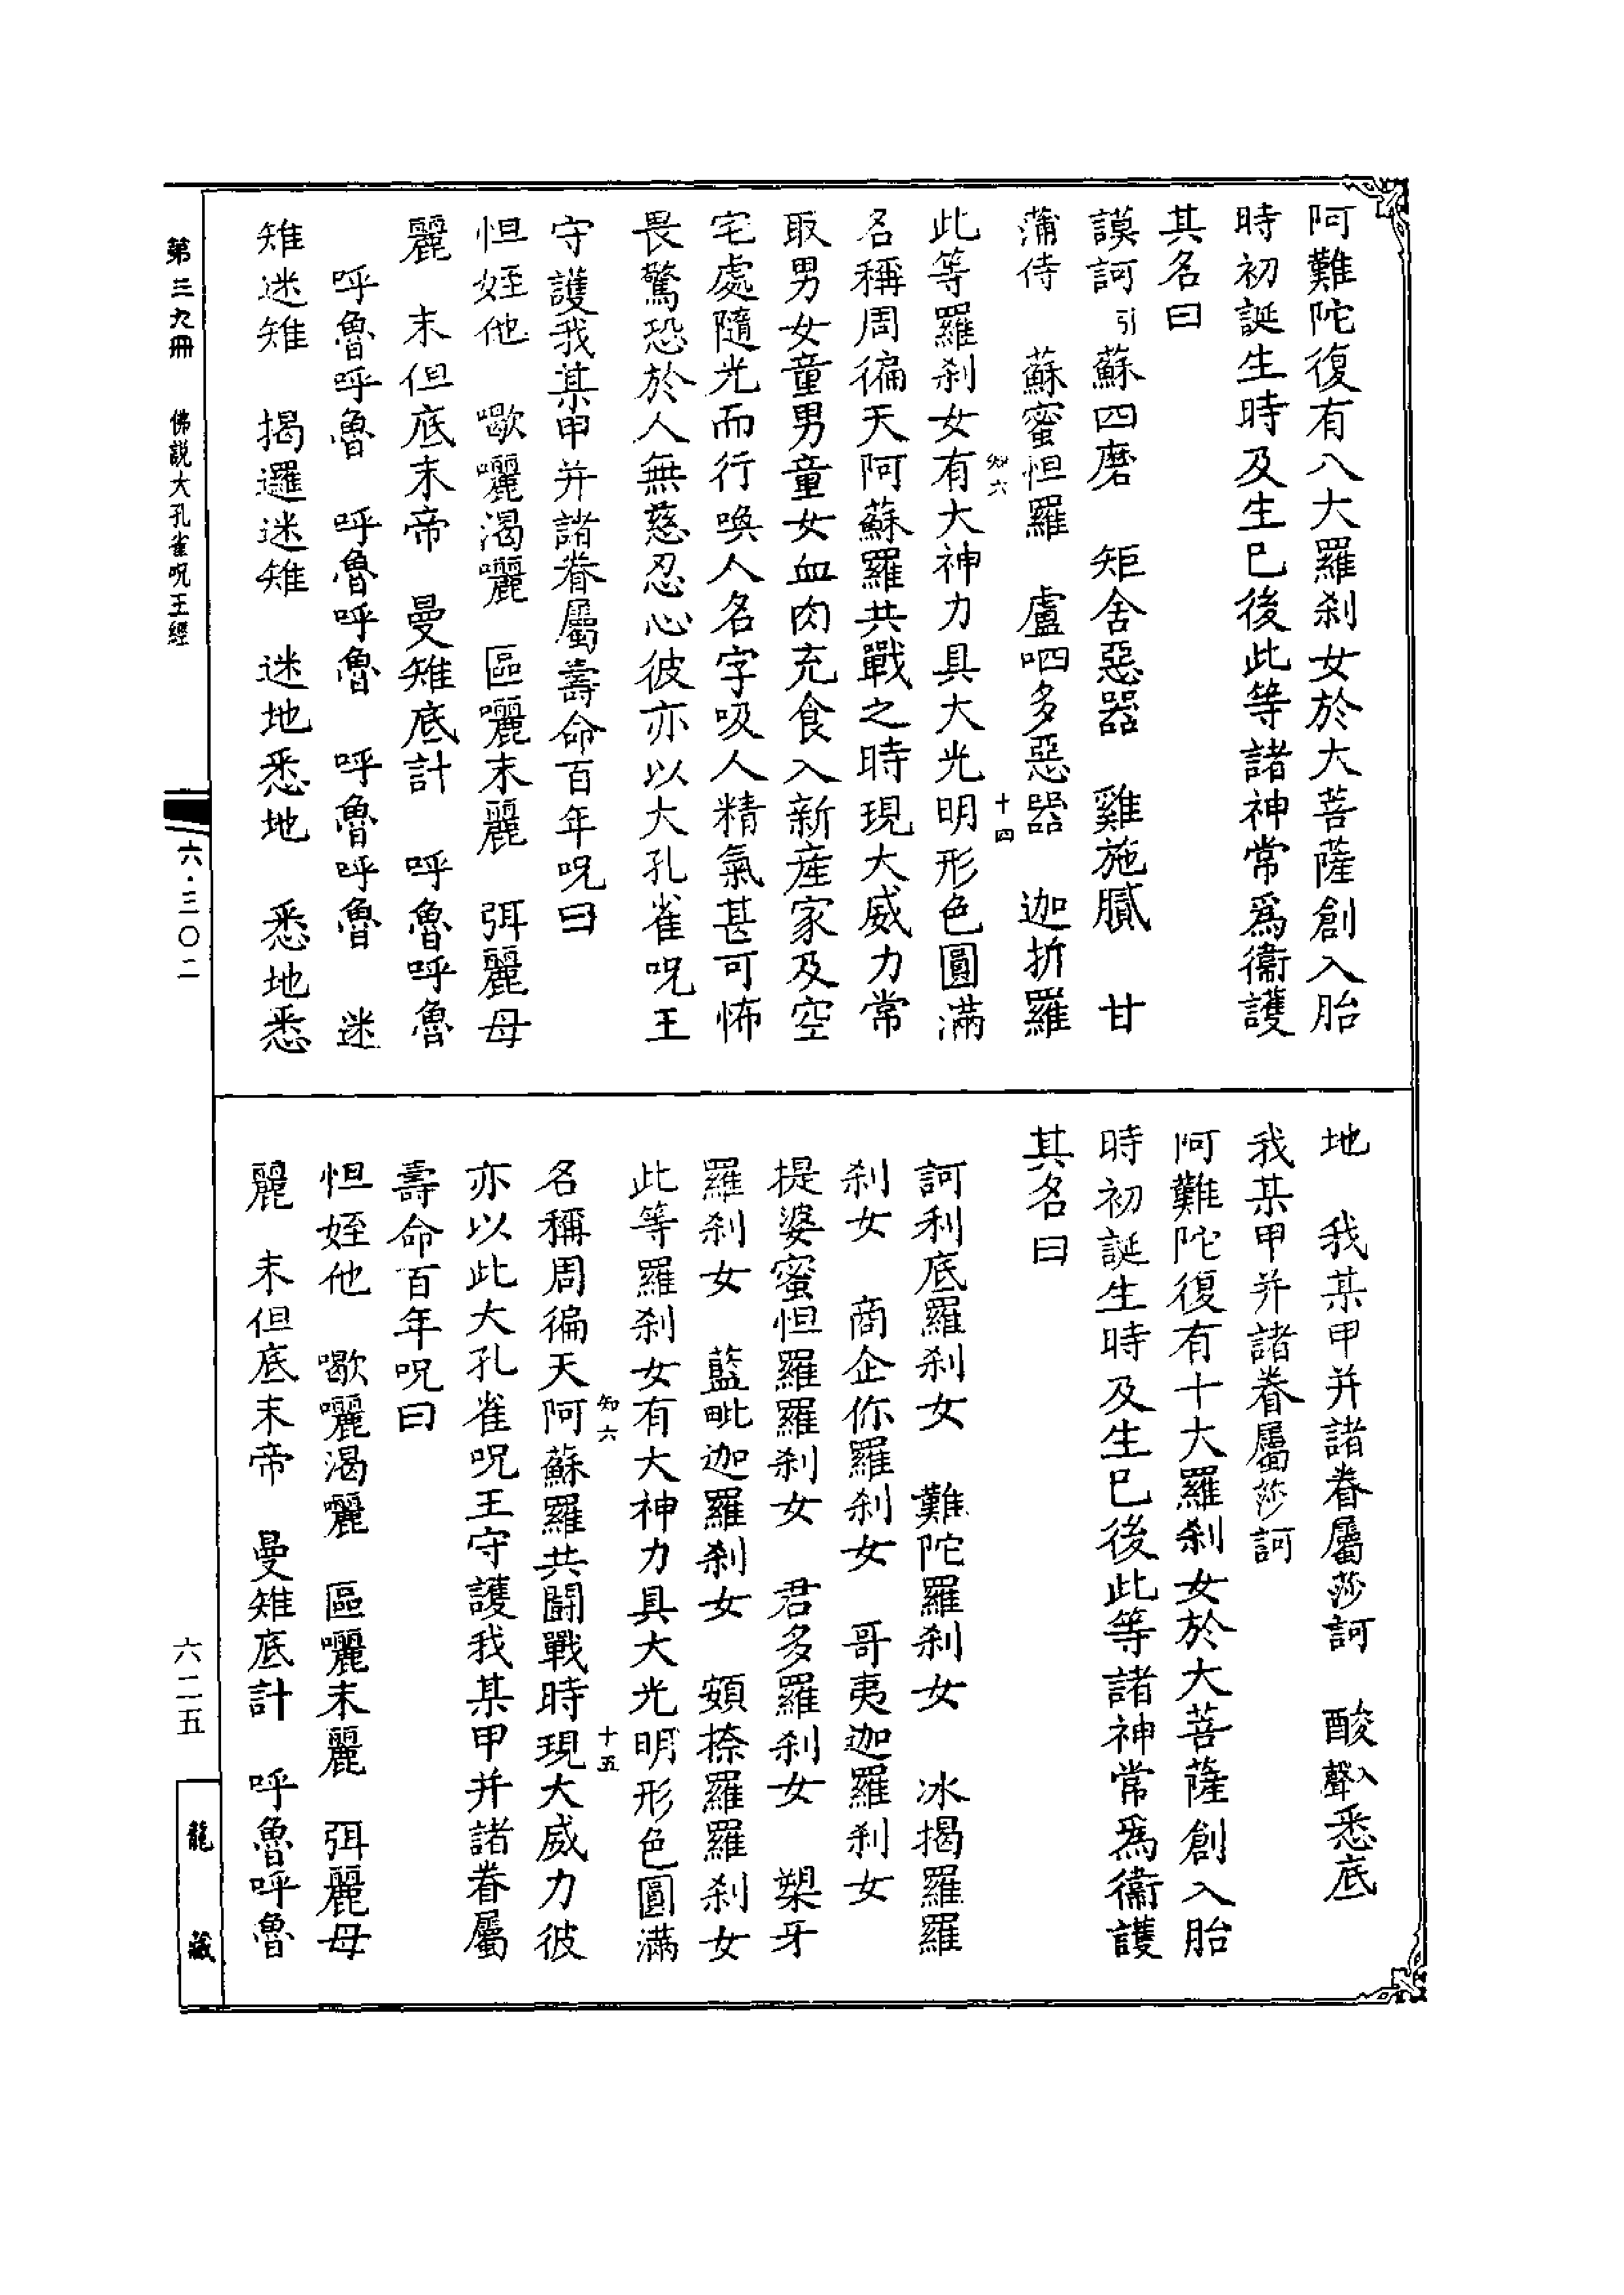 阿難陀復有八大羅刹女於大菩薩創入胎
時初誕生時及生已後此等諸神常爲衞護
其名曰
謨訶引蘇四磨　矩舍惡器　雞施膩　甘
蒲侍　蘇蜜怛羅　盧呬多惡器　迦折羅
此等羅刹女有大神力具大光明形色圓滿
知六　十四
名稱周徧天阿蘇羅共戰之時現大威力常
取男女童男童女血肉充食入新產家及空
宅處隨光而行喚人名字吸人精氣甚可怖
畏驚恐於人無慈忍心彼亦以大孔雀呪王
守護我某甲并諸眷屬壽命百年呪曰
怛姪他　歇囇渴囇　區囇末麗　弭麗母
麗　末但底末帝　曼雉底計　呼魯呼魯
呼魯呼魯　呼魯呼魯　呼魯呼魯　迷
雉迷雉　揭邏迷雉　迷地悉地　悉地悉
地　我某甲并諸眷屬莎訶　酸入聲悉底
我某甲并諸眷屬莎訶
阿難陀復有十大羅刹女於大菩薩創入胎
時初誕生時及生已後此等諸神常爲衞護
其名曰
訶利底羅刹女　難陀羅刹女　冰揭羅羅
刹女　商企你羅刹女　哥夷迦羅刹女
提婆蜜怛羅羅刹女　君多羅刹女　槊牙
羅刹女　藍毗迦羅刹女　頞捺羅羅刹女
此等羅刹女有大神力具大光明形色圓滿
知六　十五
名稱周徧天阿蘇羅共鬪戰時現大威力彼
亦以此大孔雀呪王守護我某甲并諸眷屬
壽命百年呪曰
怛姪他　歇囇渴囇　區囇末麗　弭麗母
麗　末但底末帝　曼雉底計　呼魯呼魯
第三九冊　佛說大孔雀呪王經
六・三〇二
六二五
龍藏